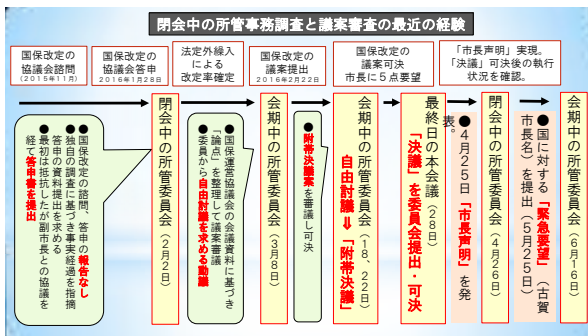 閉会中の所管事務調査と議案審査の最近の経験
国保改定の
協議会諮問
(2015年11月)
国保改定の
協議会答申
2016年1月28日
法定外繰入
による
改定率確定
国保改定の
議案提出
2016年2月22日
国保改定の
議案可決
市長に5点要望
「市長声明」実現。
「決議」可決後の執行
状況を確認。
●国保改定の諮問、答申の報告なし
独自の調査に基づき事実経過を指摘
答申の資料提出を求める
●最初は抵抗したが副市長との協議を
経て答申書を提出
閉会中の所管委員会(2月2日)
●国保運営協議会の会議資料に基づき
「論点」を整理して議案審議
●委員から自由討議を求める動議
会期中の所管委員会(3月8日)
●附帯決議案を審議し可決
会期中の所管委員会(18、22日)
自由討議⇓「附帯決議」
最終日の本会議(28日)
「決議」を委員会提出・可決
●4月25日「市長声明」を発
表。
閉会中の所管委員会(4月26日)
●国に対する「緊急要望」(古賀
市長名)を提出(5月25日)
会期中の所管委員会(6月16日)